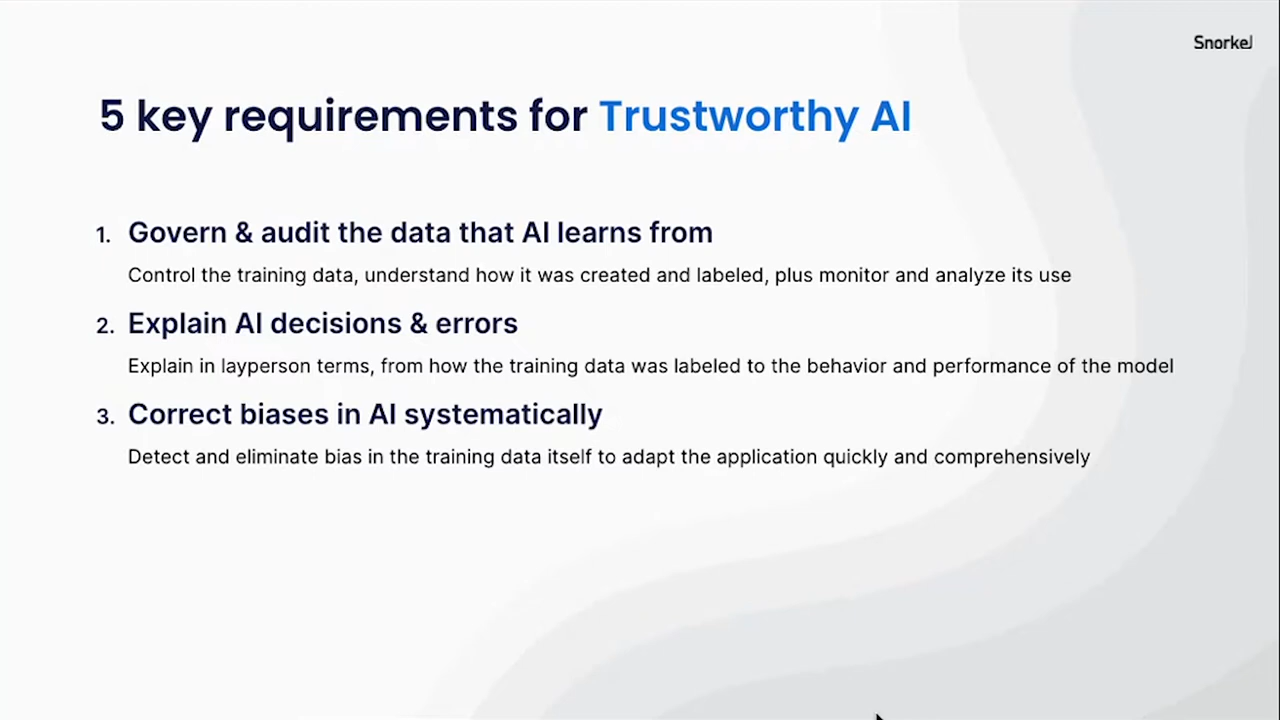 Snorkel
5 key requirements for Trustworthy AI
1. Govern & audit the data that AI learns from
Control the training data, understand how it was created and labeled, plus monitor and analyze its use
2. Explain AI decisions & errors
Explain in layperson terms, from how the training data was labeled to the behavior and performance of the model
3. Correct biases in AI systematically
Detect and eliminate bias in the training data itself to adapt the application quickly and comprehensively